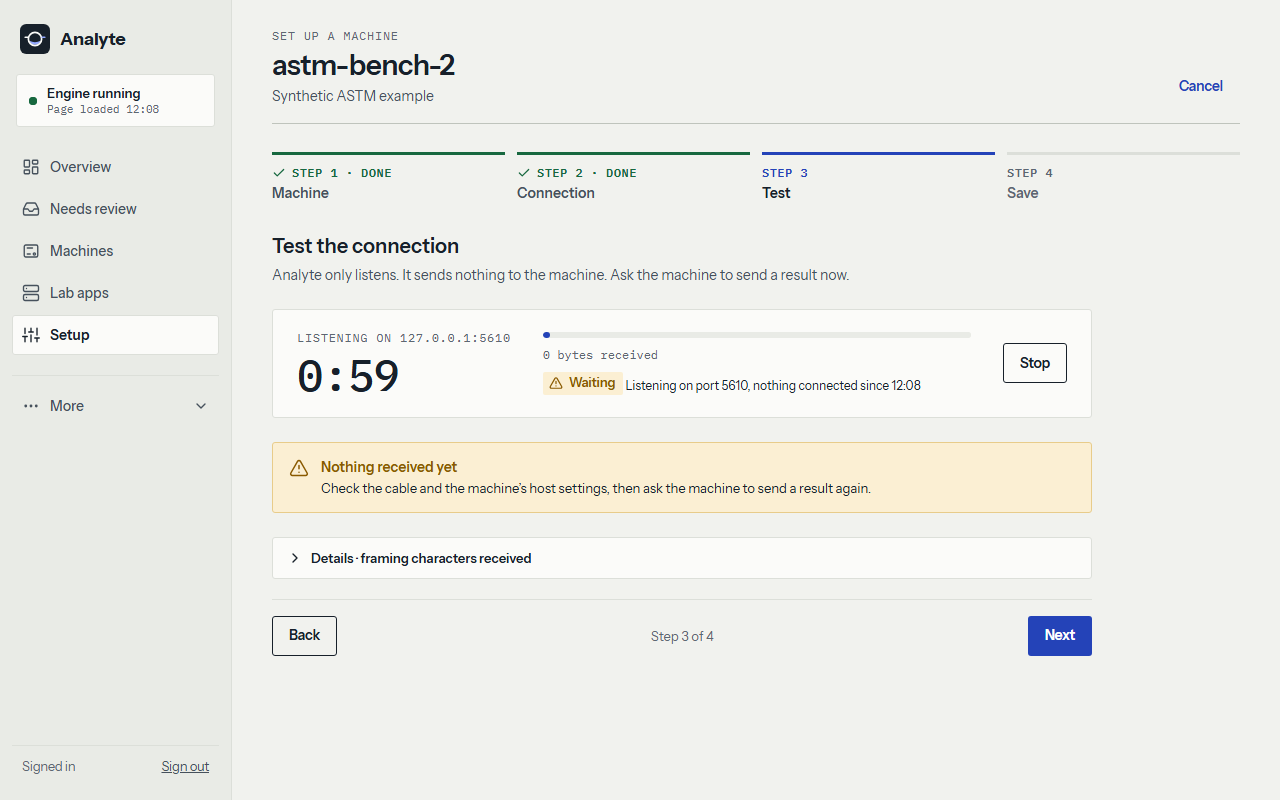 Analyte
Engine running
Page loaded 12:08
Overview
Needs review
Machines
Lab apps
Setup
More
Signed in
Sign out
SET UP A MACHINE
astm-bench-2
Synthetic ASTM example
Cancel
STEP 1 · DONE
Machine
STEP 2 · DONE
Connection
STEP 3
Test
STEP 4
Save
Test the connection
Analyte only listens. It sends nothing to the machine. Ask the machine to send a result now.
LISTENING ON 127.0.0.1:5610
0:59
0 bytes received
Waiting Listening on port 5610, nothing connected since 12:08
Stop
Nothing received yet
Check the cable and the machine's host settings, then ask the machine to send a result again.
Details · framing characters received
Back
Step 3 of 4
Next